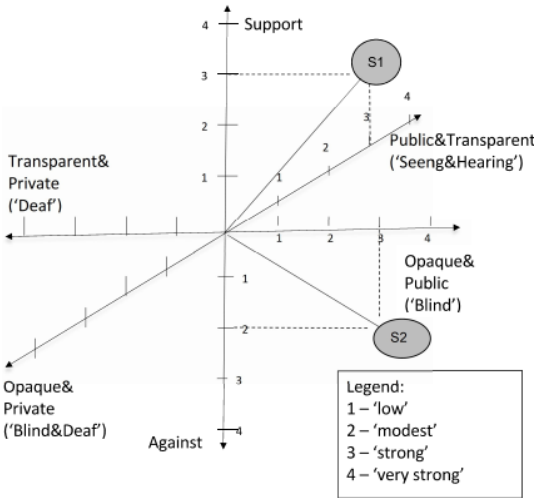 4
Support
S1
3
4
2
3
Public&Transparent
(‘Seeng&Hearing’)
2
Transparent&
Private
(‘Deaf’)
1
1
1
2
3
4
Opaque&
Public
(‘Blind’)
1
2
S2
3
Opaque&
Private
(‘Blind&Deaf’)
Against
4
Legend:
1 – ‘low’
2 – ‘modest’
3 – ‘strong’
4 – ‘very strong’